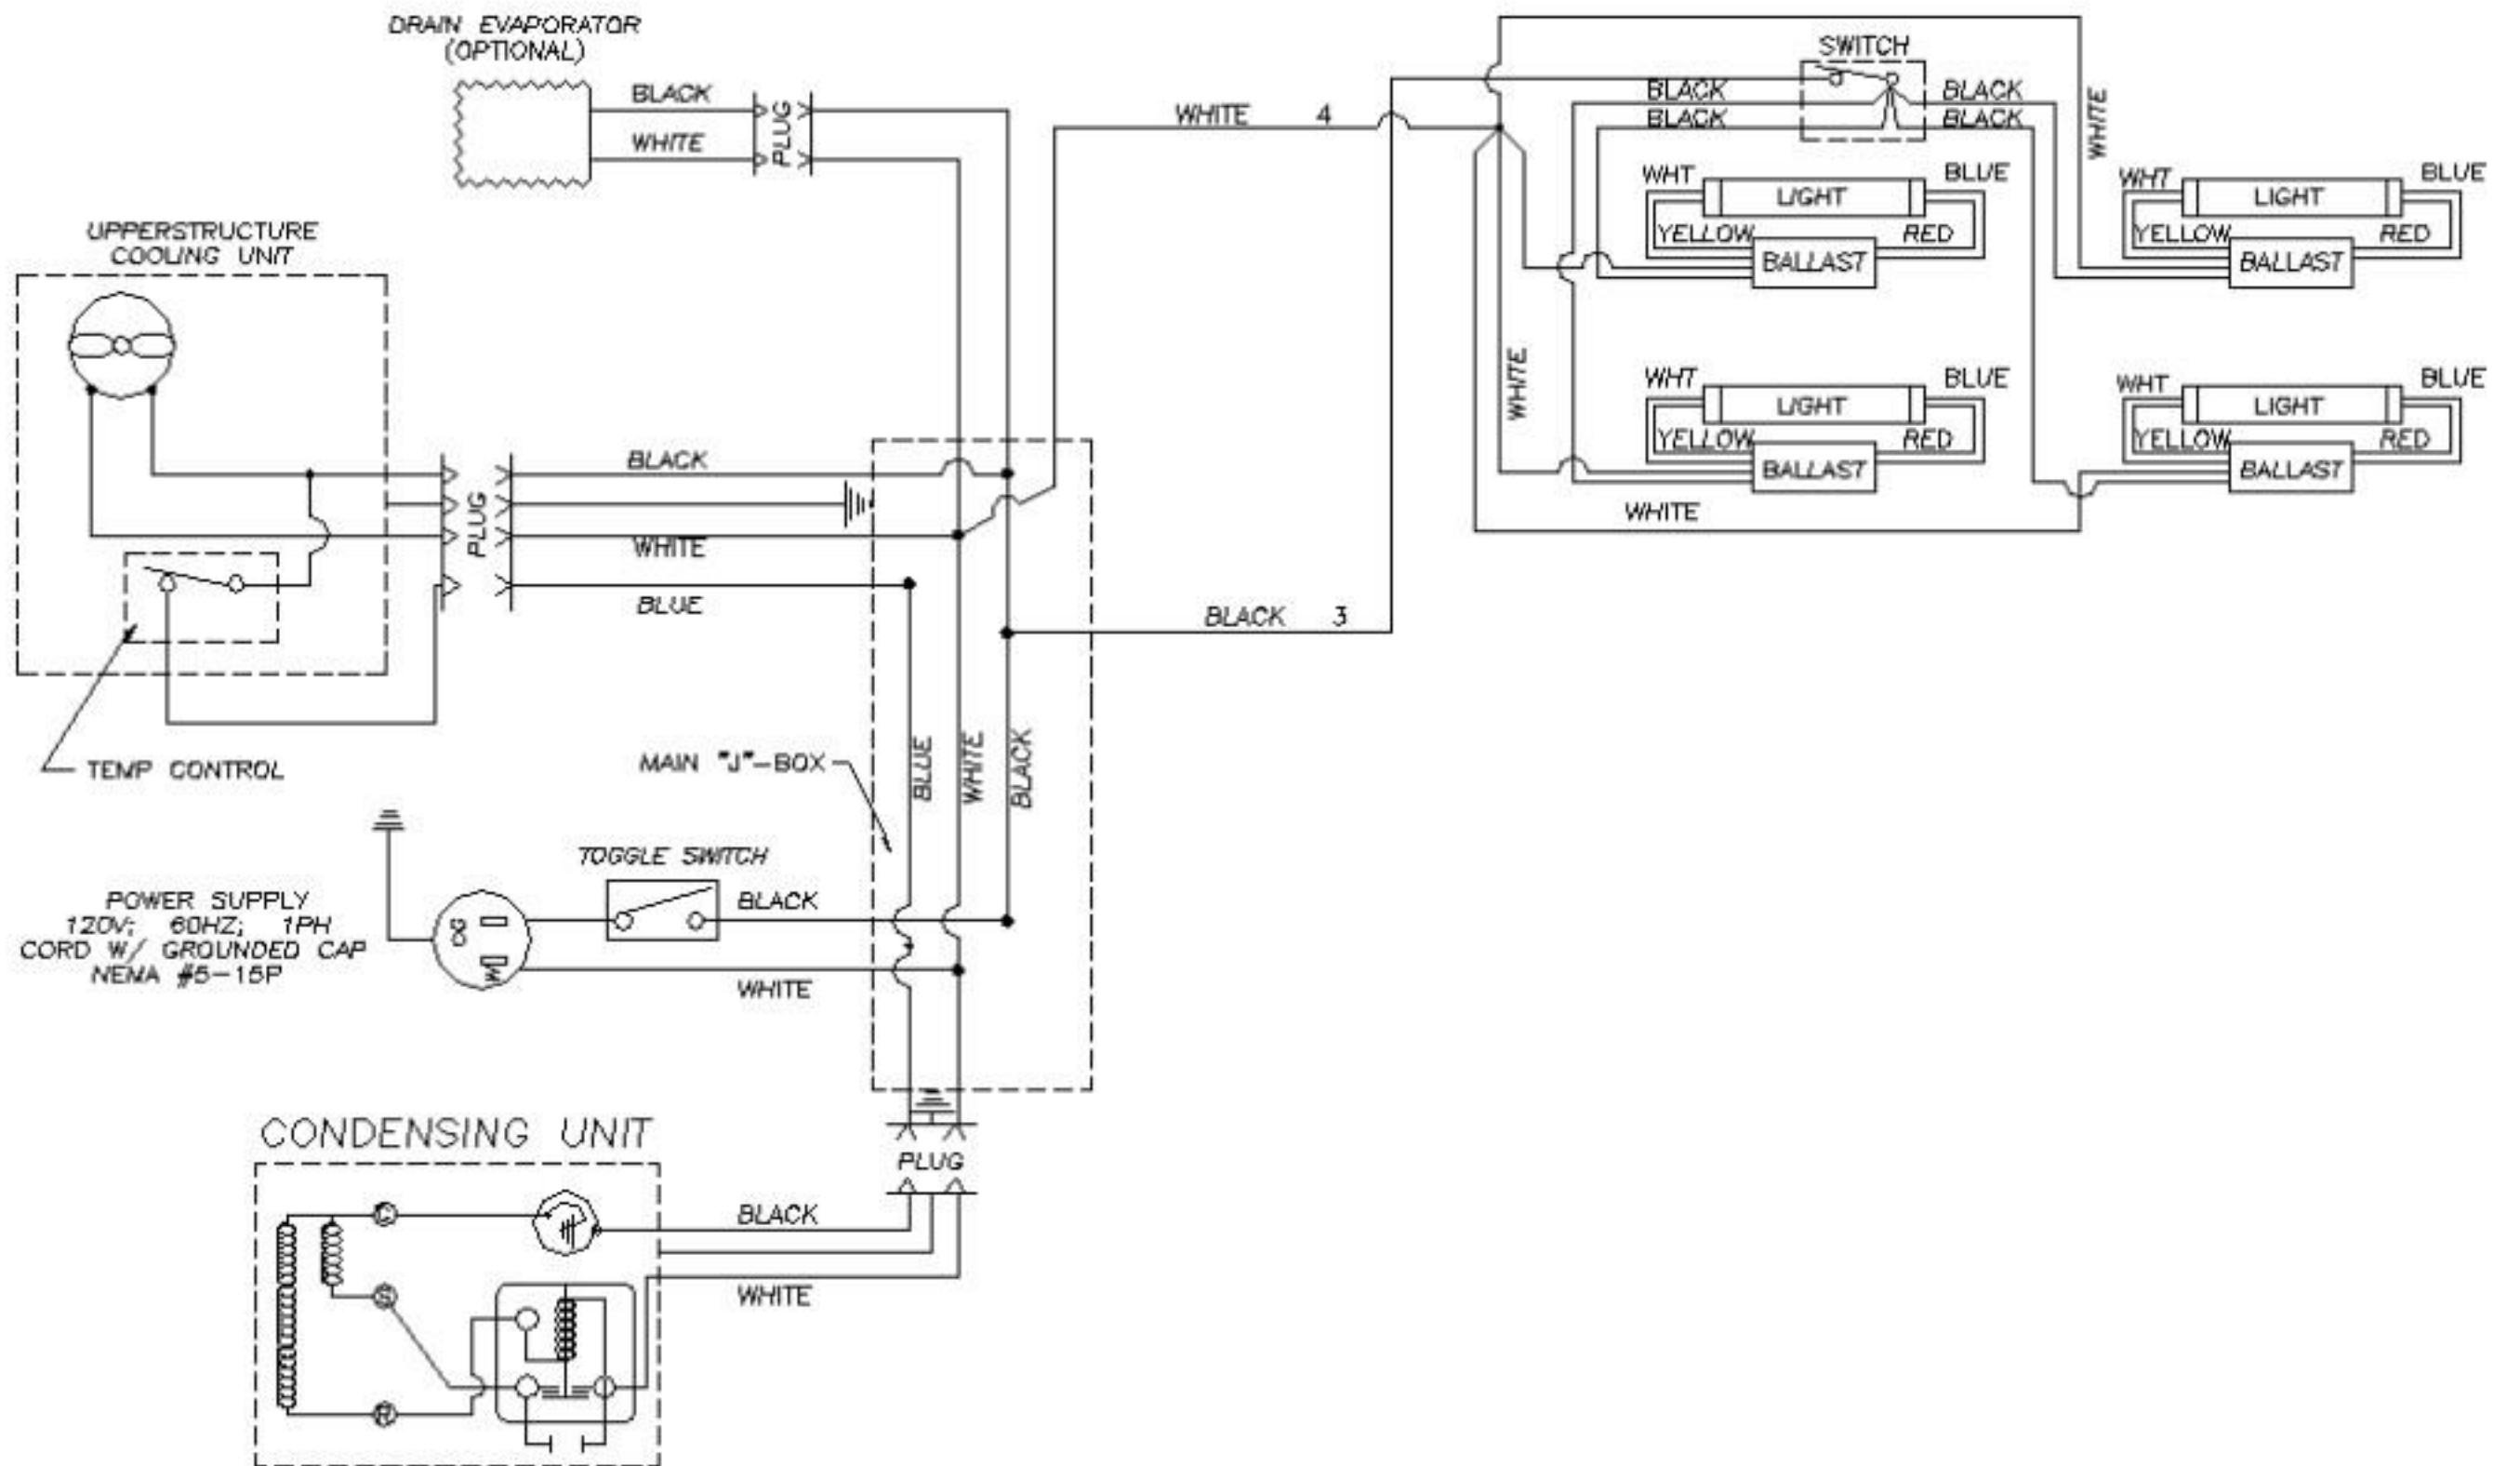 DRAIN EVAPORATOR
(OPTIONAL)
BLACK
WHITE
PLUG
UPPERSTRUCTURE
COOLING UNIT
PLUG
BLACK
WHITE
BLUE
TEMP CONTROL
MAIN "J"-BOX
BLUE
WHITE
BLACK
TOGGLE SWITCH
BLACK
POWER SUPPLY
120V; 60HZ; 1PH
CORD W/ GROUNDED CAP
NEMA #5-15P
OG
W
WHITE
PLUG
CONDENSING UNIT
BLACK
WHITE
C
S
R
WHITE 4
BLACK 3
SWITCH
BLACK
BLACK
BLACK
BLACK
WHITE
WHITE
WHITE
WHT
LIGHT
BLUE
YELLOW
RED
BALLAST
WHT
LIGHT
BLUE
YELLOW
RED
BALLAST
WHT
LIGHT
BLUE
YELLOW
RED
BALLAST
WHT
LIGHT
BLUE
YELLOW
RED
BALLAST